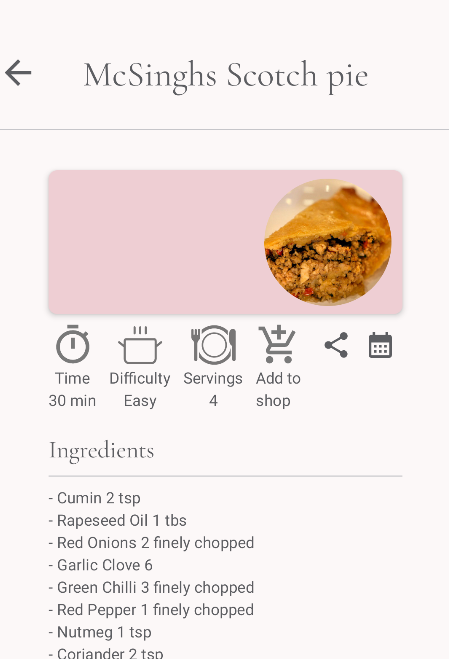 McSinghs Scotch pie
Time
30 min
Difficulty
Easy
Servings
4
Add to
shop
Ingredients
- Cumin 2 tsp
- Rapeseed Oil 1 tbs
- Red Onions 2 finely chopped
- Garlic Clove 6
- Green Chilli 3 finely chopped
- Red Pepper 1 finely chopped
- Nutmeg 1 tsp
- Coriander 2 tsp